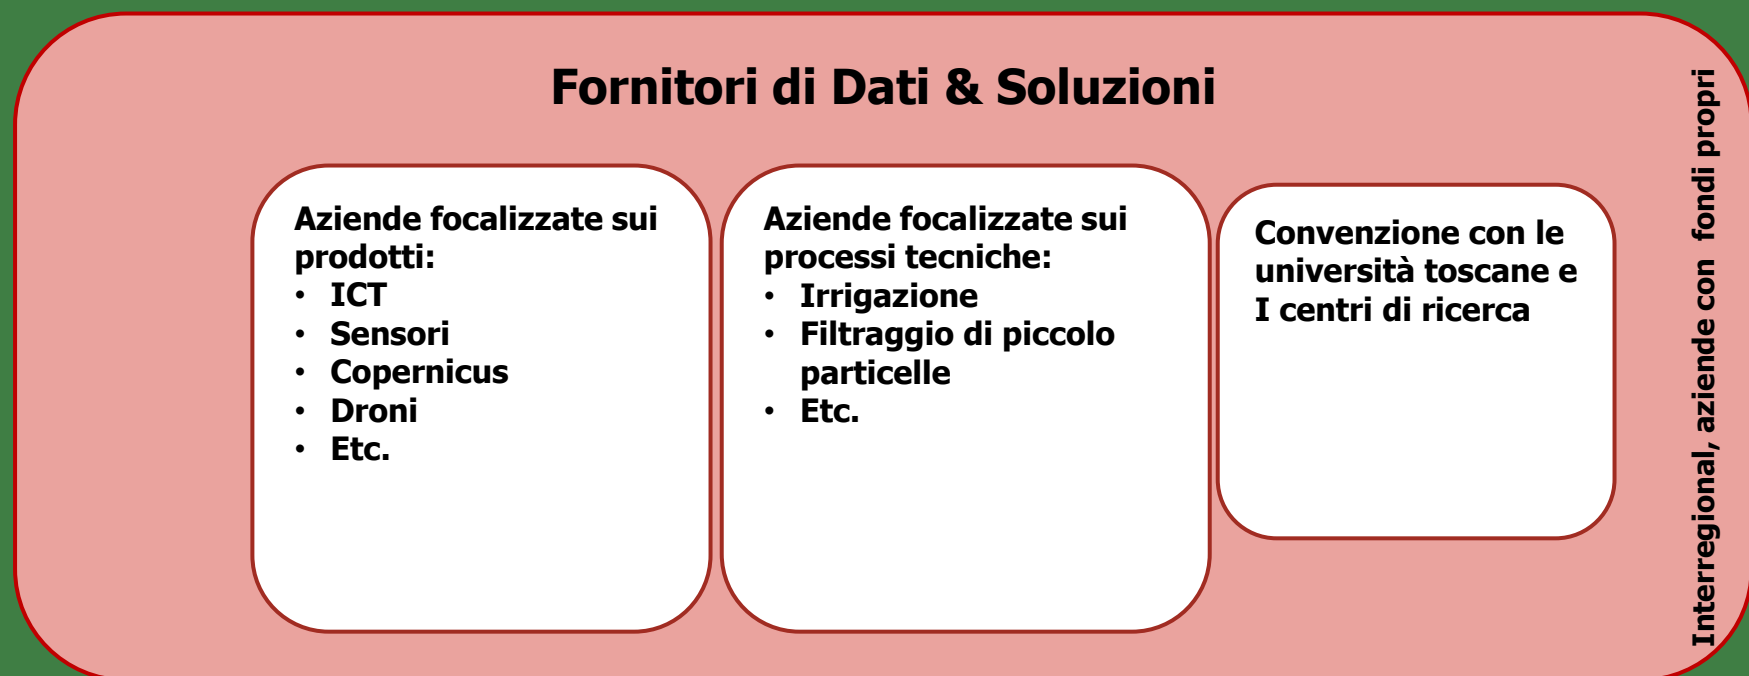 Fornitori di Dati & Soluzioni
Aziende focalizzate sui
prodotti:
• ICT
• Sensori
• Copernicus
• Droni
• Etc.
Aziende focalizzate sui
processi tecniche:
• Irrigazione
• Filtraggio di piccolo
particelle
• Etc.
Convenzione con le
università toscane e
I centri di ricerca
Interregional, aziende con  fondi propri